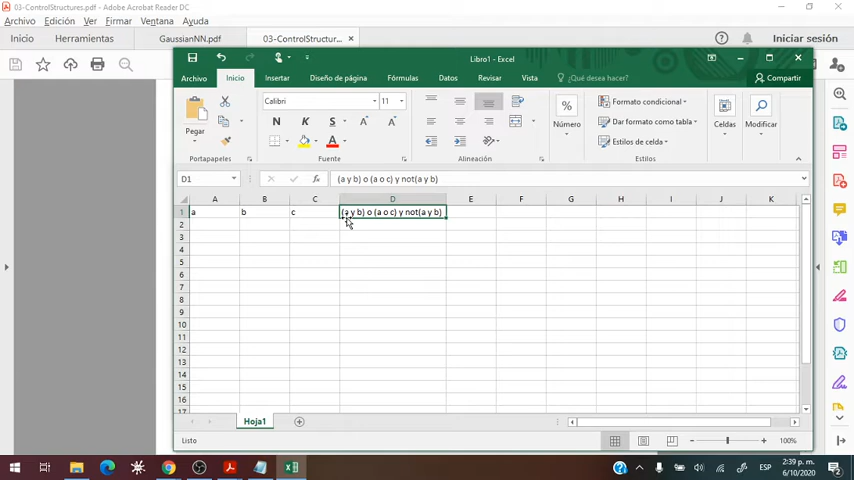 03-ControlStructures.pdf - Adobe Acrobat Reader DC
Archivo Edición Ver Firmar Ventana Ayuda
Inicio Herramientas GaussianNN.pdf 03-ControlStructur... × Iniciar sesión
Libro1 - Excel
Archivo Inicio Insertar Diseño de página Fórmulas Datos Revisar Vista ¿Qué desea hacer? Compartir
Pegar
Calibri 11
N K S
Número
Formato condicional
Dar formato como tabla
Estilos de celda
Celdas
Modificar
Portapapeles Fuente Estilos
D1 fx (a y b) o (a o c) y not(a y b)
A B C D E F G H I J K
1 a b c (a y b) o (a o c) y not(a y b)
2
3
4
5
6
7
8
9
10
11
12
13
14
15
16
17
Hoja1
Listo 100%
ESP 2:39 p. m.
6/10/2020
2